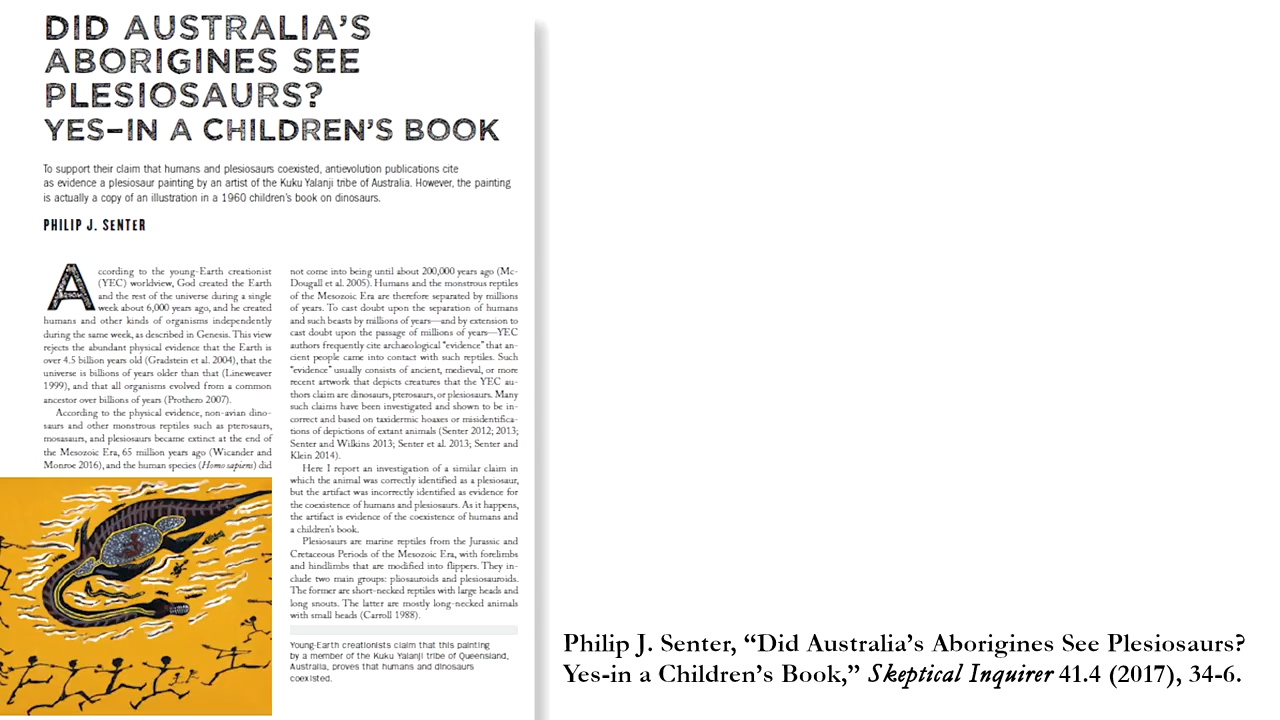 DID AUSTRALIA'S
ABORIGINES SEE
PLESIOSAURS?
YES–IN A CHILDREN'S BOOK
To support their claim that humans and plesiosaurs coexisted, antievolution publications cite
as evidence a plesiosaur painting by an artist of the Kuku Yalanji tribe of Australia. However, the painting
is actually a copy of an illustration in a 1960 children's book on dinosaurs.
PHILIP J. SENTER
According to the young-Earth creationist
(YEC) worldview, God created the Earth
and the rest of the universe during a single
week about 6,000 years ago, and he created
humans and other kinds of organisms independently
during the same week, as described in Genesis. This view
rejects the abundant physical evidence that the Earth is
over 4.5 billion years old (Gradstein et al. 2004), that the
universe is billions of years older than that (Lineweaver
1999), and that all organisms evolved from a common
ancestor over billions of years (Prothero 2007).
According to the physical evidence, non-avian dino-
saurs and other monstrous reptiles such as pterosaurs,
mosasaurs, and plesiosaurs became extinct at the end of
the Mesozoic Era, 65 million years ago (Wicander and
Monroe 2016), and the human species (Homo sapiens) did
not come into being until about 200,000 years ago (Mc-
Dougall et al. 2005). Humans and the monstrous reptiles
of the Mesozoic Era are therefore separated by millions
of years. To cast doubt upon the separation of humans
and such beasts by millions of years—and by extension to
cast doubt upon the passage of millions of years—YEC
authors frequently cite archaeological "evidence" that an-
cient people came into contact with such reptiles. Such
"evidence" usually consists of ancient, medieval, or more
recent artwork that depicts creatures that the YEC au-
thors claim are dinosaurs, pterosaurs, or plesiosaurs. Many
such claims have been investigated and shown to be in-
correct and based on taxidermic hoaxes or misidentifica-
tions of depictions of extant animals (Senter 2012; 2013;
Senter and Wilkins 2013; Senter et al. 2013; Senter and
Klein 2014).
Here I report an investigation of a similar claim in
which the animal was correctly identified as a plesiosaur,
but the artifact was incorrectly identified as evidence for
the coexistence of humans and plesiosaurs. As it happens,
the artifact is evidence of the coexistence of humans and
a children's book.
Plesiosaurs are marine reptiles from the Jurassic and
Cretaceous Periods of the Mesozoic Era, with forelimbs
and hindlimbs that are modified into flippers. They in-
clude two main groups: pliosauroids and plesiosauroids.
The former are short-necked reptiles with large heads and
long snouts. The latter are mostly long-necked animals
with small heads (Carroll 1988).
Young-Earth creationists claim that this painting
by a member of the Kuku Yalanji tribe of Queensland,
Australia, proves that humans and dinosaurs
coexisted.
Philip J. Senter, “Did Australia’s Aborigines See Plesiosaurs?
Yes-in a Children’s Book,” Skeptical Inquirer 41.4 (2017), 34-6.